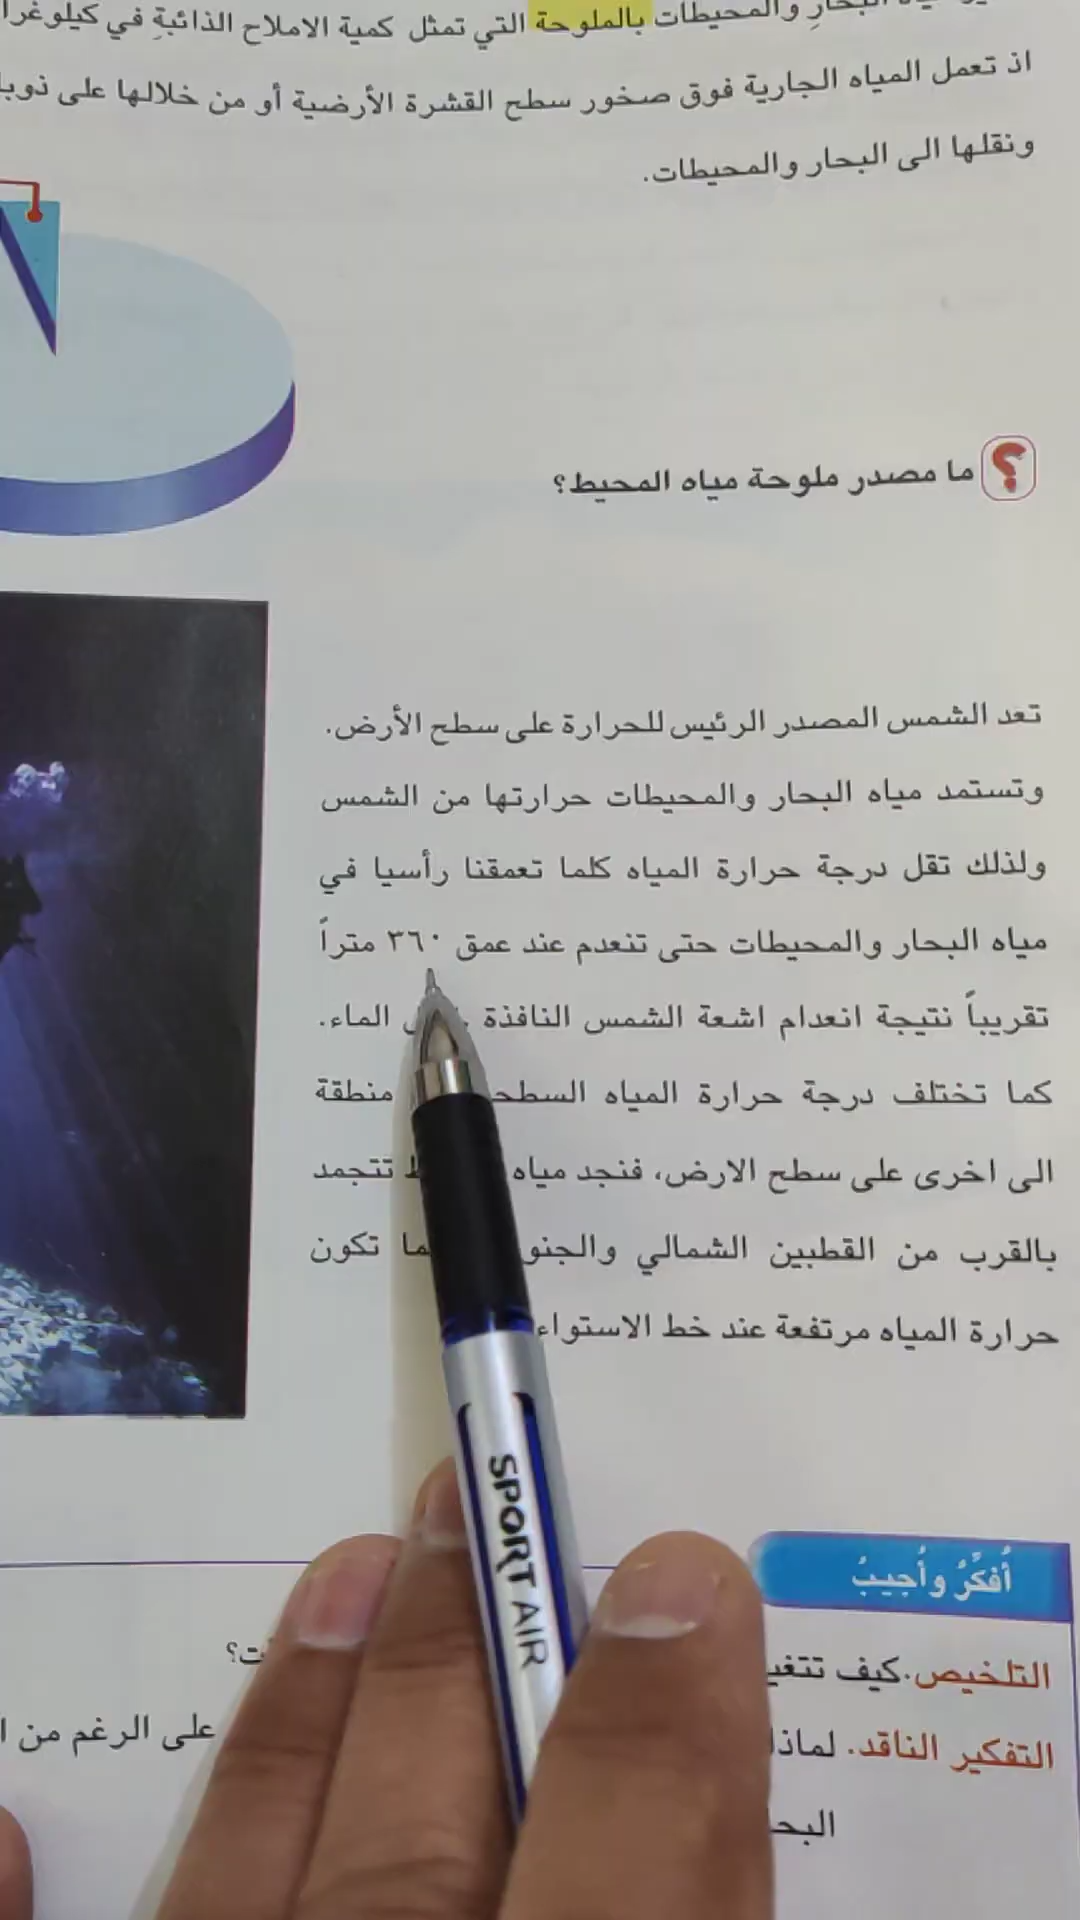 والمحيطات بالملوحة التي تمثل كمية الاملاح الذائبةِ في
اذ تعمل المياه الجارية فوق صخور سطح القشرة الأرضية أو من خلالها على
ونقلها الى البحار والمحيطات.
ما مصدر ملوحة مياه المحيط؟
تعد الشمس المصدر الرئيس للحرارة على سطح الأرض.
وتستمد مياه البحار والمحيطات حرارتها من الشمس
ولذلك تقل درجة حرارة المياه كلما تعمقنا رأسيا في
مياه البحار والمحيطات حتى تنعدم عند عمق ٣٦٠ متراً
تقريباً نتيجة انعدام اشعة الشمس النافذة الماء.
كما تختلف درجة حرارة المياه منطقة
الى اخرى على سطح الارض، فنجد مياه تتجمد
بالقرب من القطبين الشمالي تكون
حرارة المياه مرتفعة عند خط الاستواء
SPORT AIR
أُفكِّرُ وأُجيبُ
التلخيص. كيف
التفكير الناقد. لماذا على الرغم من